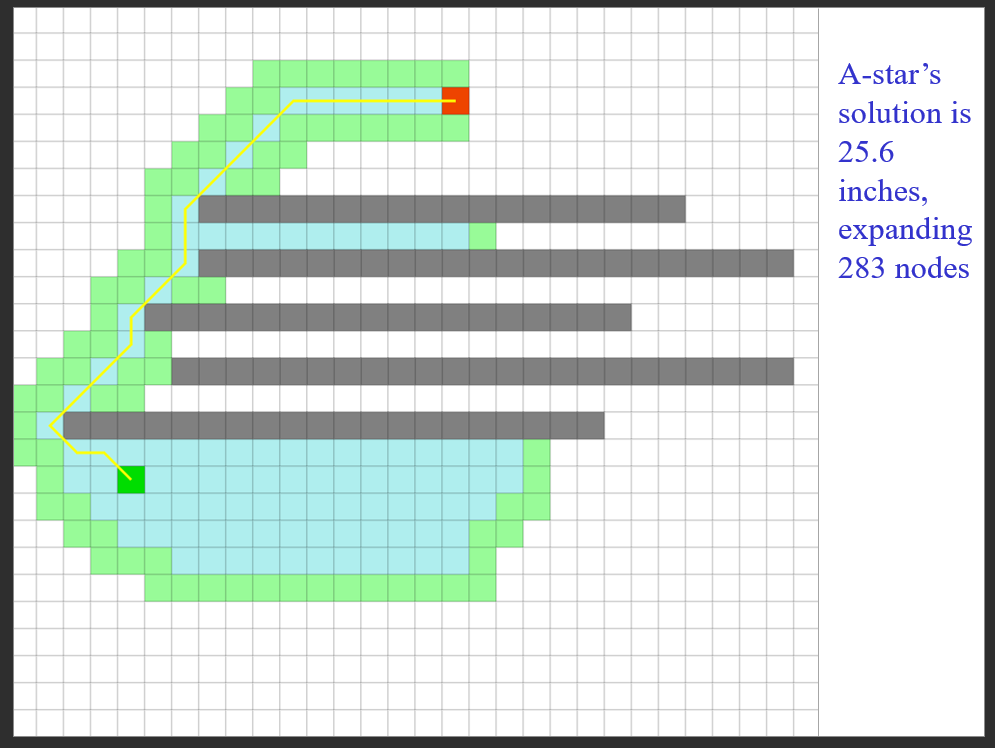 A-star’s
solution is
25.6
inches,
expanding
283 nodes